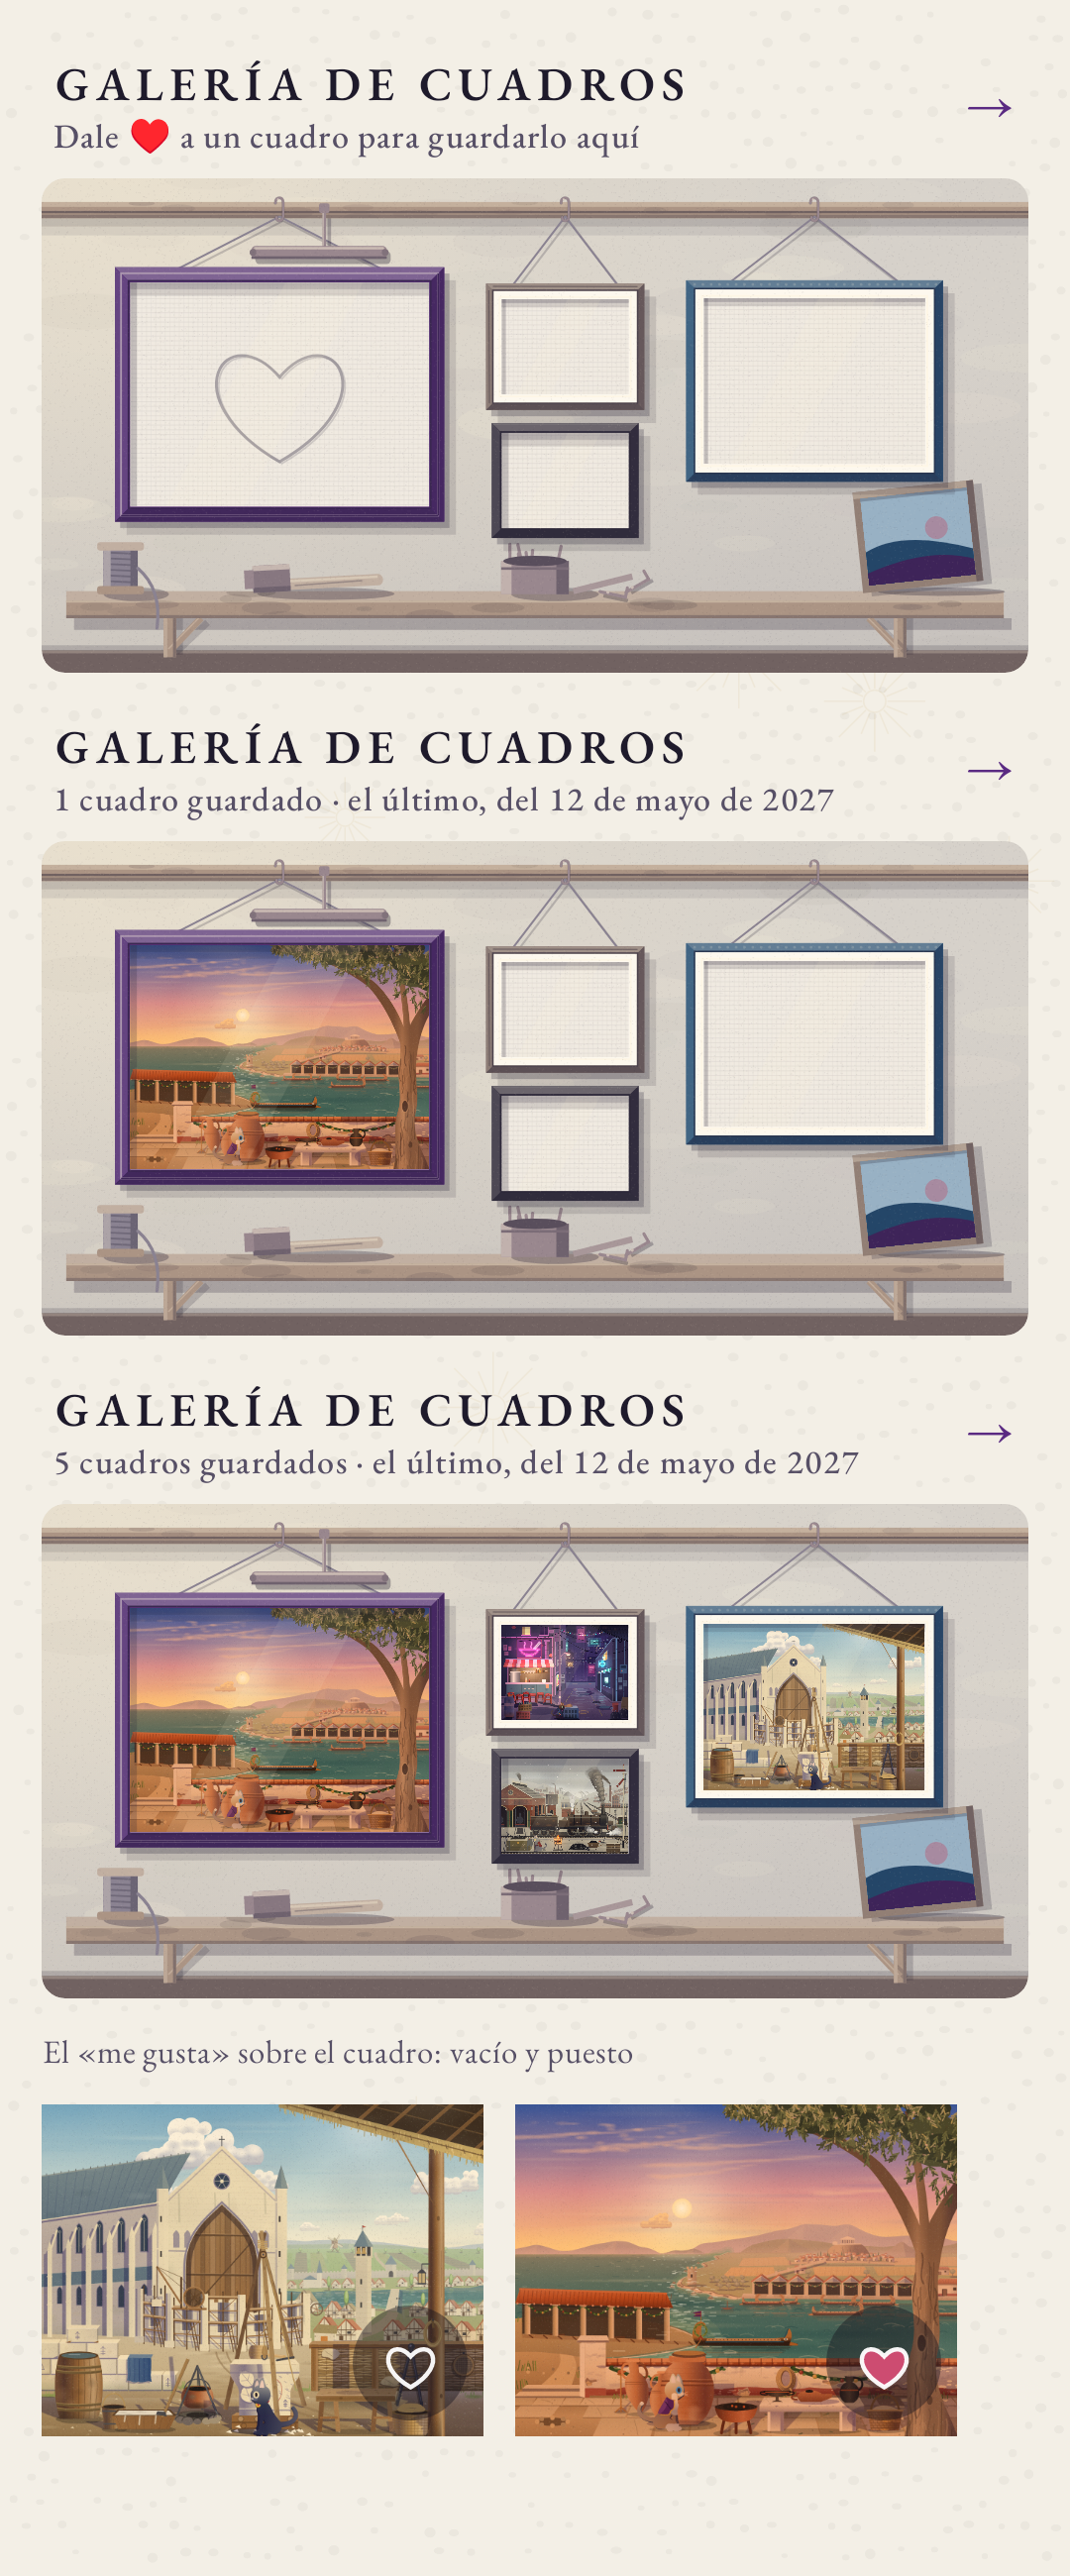 GALERÍA DE CUADROS
Dale ❤️ a un cuadro para guardarlo aquí
→
GALERÍA DE CUADROS
1 cuadro guardado · el último, del 12 de mayo de 2027
→
GALERÍA DE CUADROS
5 cuadros guardados · el último, del 12 de mayo de 2027
→
El «me gusta» sobre el cuadro: vacío y puesto